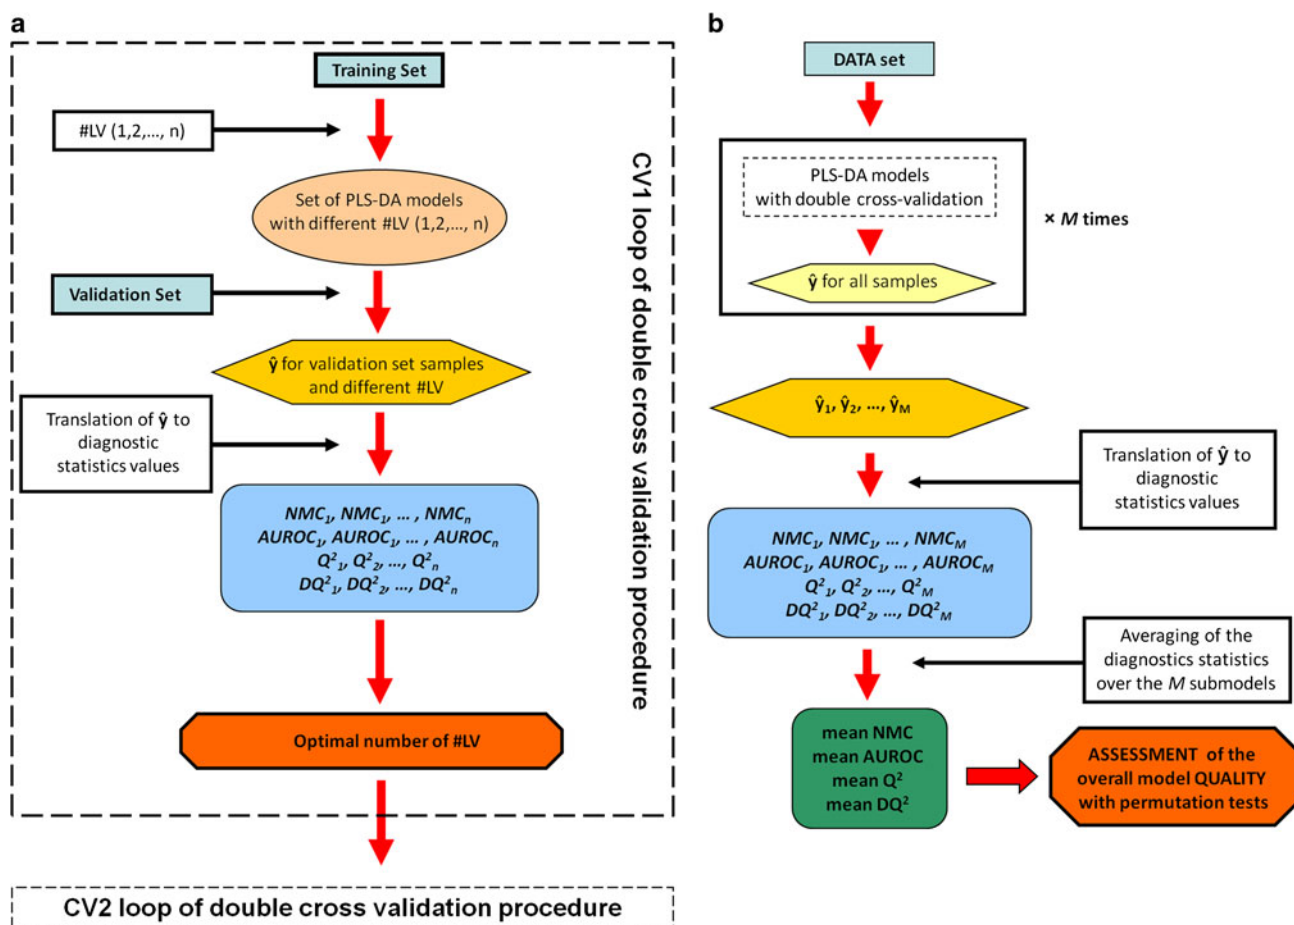 a
Training Set
#LV (1,2,..., n)
Set of PLS-DA models
with different #LV (1,2,..., n)
Validation Set
ŷ for validation set samples
and different #LV
Translation of ŷ to
diagnostic
statistics values
NMC₁, NMC₁, ... , NMCₙ
AUROC₁, AUROC₁, ... , AUROCₙ
Q²₁, Q²₂, ..., Q²ₙ
DQ²₁, DQ²₂, ..., DQ²ₙ
Optimal number of #LV
CV1 loop of double cross validation procedure
CV2 loop of double cross validation procedure
b
DATA set
PLS-DA models
with double cross-validation
ŷ for all samples
× M times
ŷ₁, ŷ₂, ..., ŷ_M
Translation of ŷ to
diagnostic
statistics values
NMC₁, NMC₁, ... , NMC_M
AUROC₁, AUROC₁, ... , AUROC_M
Q²₁, Q²₂, ..., Q²_M
DQ²₁, DQ²₂, ..., DQ²_M
Averaging of the
diagnostics statistics
over the M submodels
mean NMC
mean AUROC
mean Q²
mean DQ²
ASSESSMENT of the
overall model QUALITY
with permutation tests